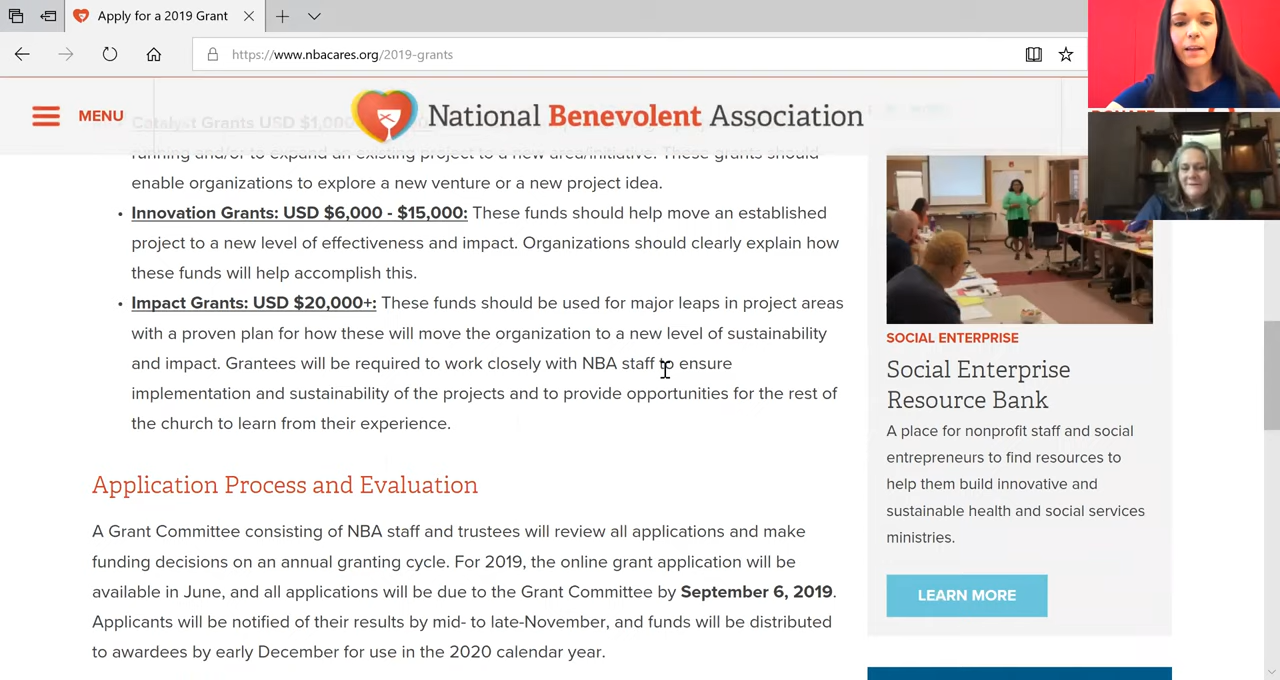 Apply for a 2019 Grant
https://www.nbacares.org/2019-grants
MENU
National Benevolent Association
Catalyst Grants USD $1,000
running and/or to expand an existing project to a new area/initiative. These grants should
enable organizations to explore a new venture or a new project idea.
• Innovation Grants: USD $6,000 - $15,000: These funds should help move an established
project to a new level of effectiveness and impact. Organizations should clearly explain how
these funds will help accomplish this.
• Impact Grants: USD $20,000+: These funds should be used for major leaps in project areas
with a proven plan for how these will move the organization to a new level of sustainability
and impact. Grantees will be required to work closely with NBA staff to ensure
implementation and sustainability of the projects and to provide opportunities for the rest of
the church to learn from their experience.
Application Process and Evaluation
A Grant Committee consisting of NBA staff and trustees will review all applications and make
funding decisions on an annual granting cycle. For 2019, the online grant application will be
available in June, and all applications will be due to the Grant Committee by September 6, 2019.
Applicants will be notified of their results by mid- to late-November, and funds will be distributed
to awardees by early December for use in the 2020 calendar year.
SOCIAL ENTERPRISE
Social Enterprise
Resource Bank
A place for nonprofit staff and social
entrepreneurs to find resources to
help them build innovative and
sustainable health and social services
ministries.
LEARN MORE